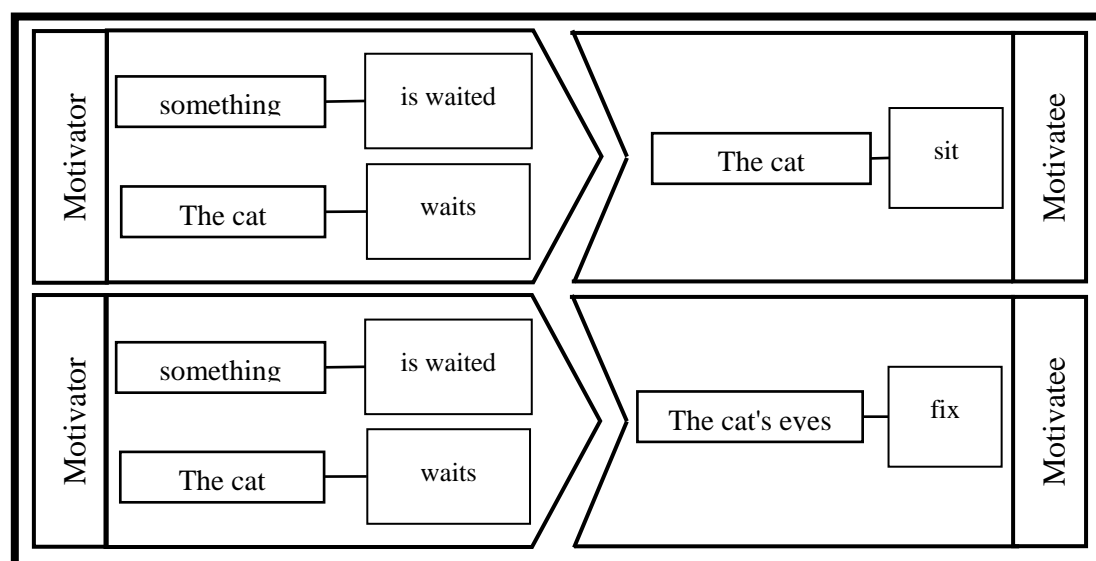 Motivator
something
is waited
The cat
waits
The cat
sit
Motivatee
Motivator
something
is waited
The cat
waits
The cat's eyes
fix
Motivatee